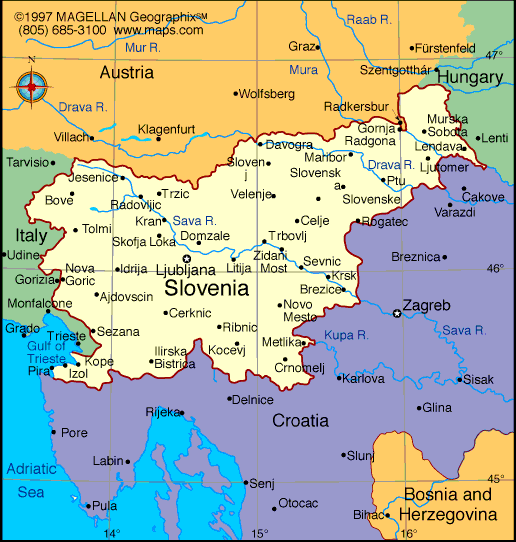 ©1997 MAGELLAN Geographix℠
(805) 685-3100 www.maps.com
Raab R.
Mur R.
Graz
Fürstenfeld
47°
Mura
Szentgotthár
Austria
Hungary
N
Wolfsberg
Drava R.
Radkersbur
Klagenfurt
Villach
Gornja
Radgona
Murska
Sobota
Lenti
Davogra
Lendava
Tarvisio
Sloven
j
Maribor
Drava R.
Ljutomer
Jesenice
Slovensk
a
Ptu
Bove
Radovljic
Trzic
Velenje
Slovenske
Cakove
Varazdi
Kran
Sava R.
Celje
Rogatec
Tolmi
Skofja Loka
Domzale
Trbovlj
Italy
Udine
Zidani
Most
Sevnic
Breznica
Nova
Goric
Idrija
Ljubljana
Litija
46°
Gorizia
Slovenia
Krsk
Brezice
Ajdovscin
Monfalcone
Novo
Mesto
Zagreb
Cerknic
Grado
Sezana
Ribnic
Kupa R.
Sava R.
Trieste
Gulf of
Trieste
Kocevj
Metlika
Kope
Ilirska
Bistrica
Pira
Izol
Crnomelj
Karlova
Sisak
Delnice
Rijeka
Croatia
Glina
Pore
Labin
Slunj
Adriatic
Sea
Senj
45°
Bosnia and
Herzegovina
Otocac
Pula
Bihac
14°
15°
16°